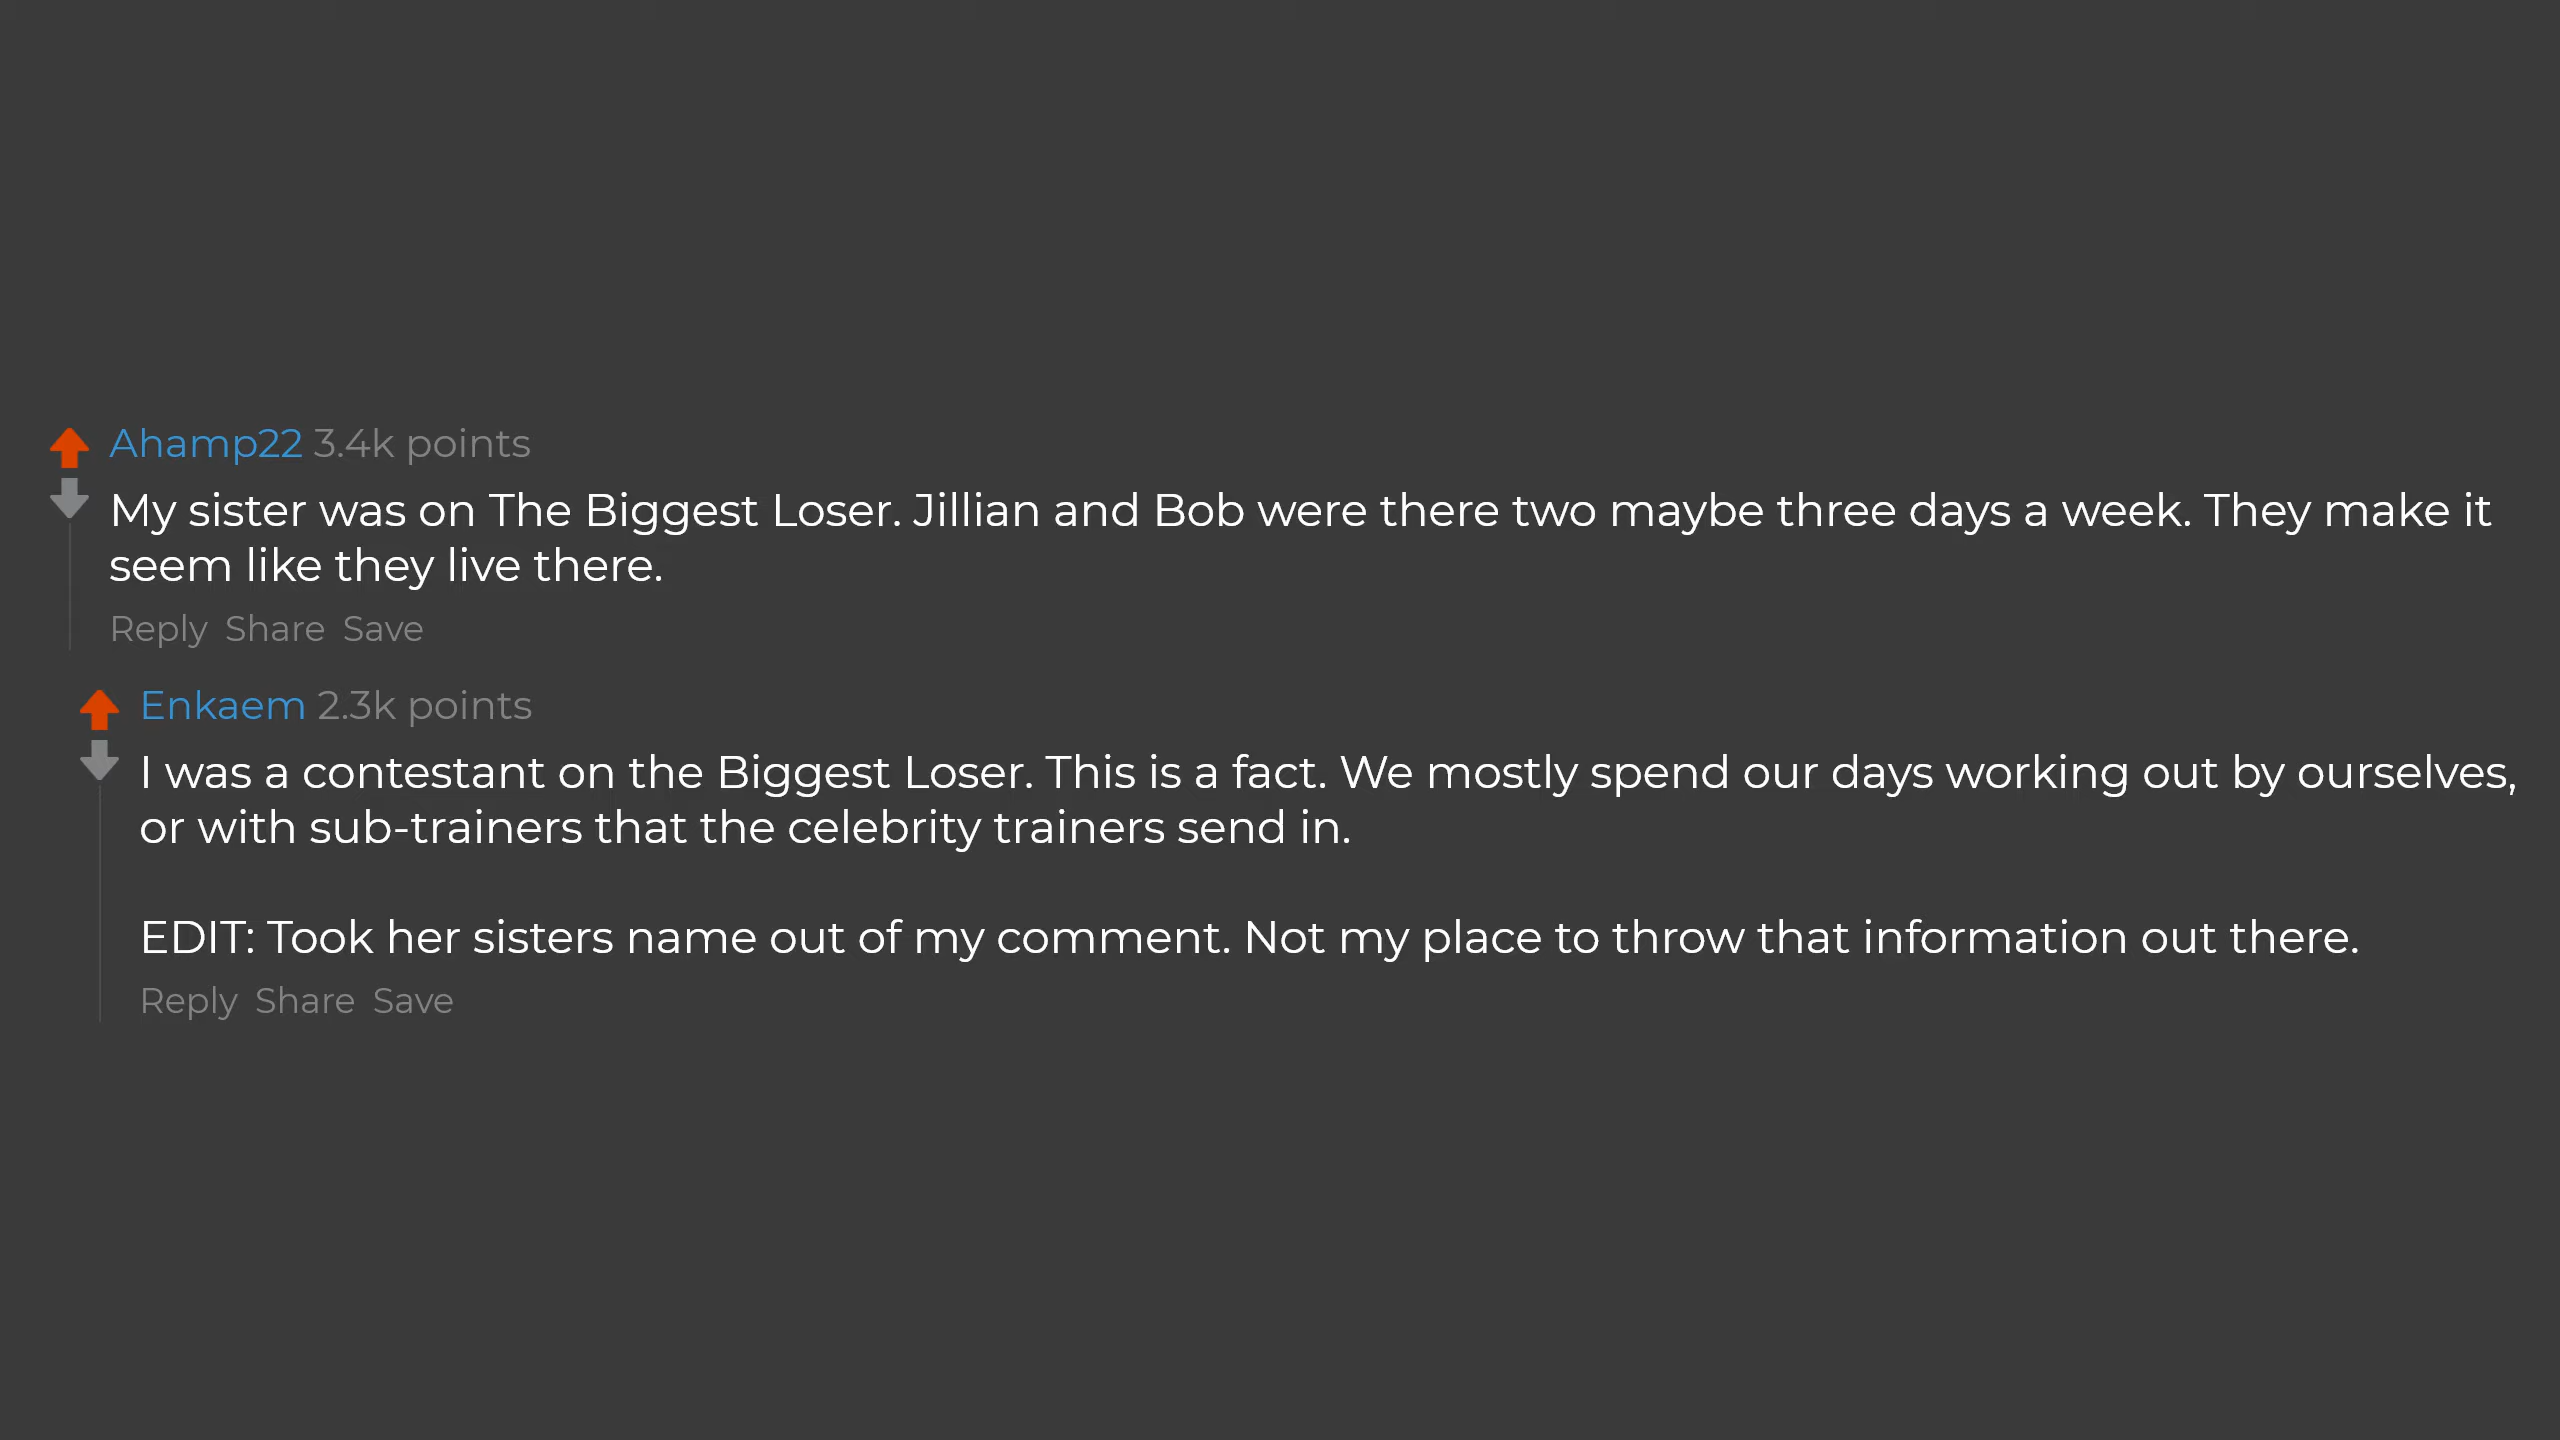 Ahamp22 3.4k points
My sister was on The Biggest Loser. Jillian and Bob were there two maybe three days a week. They make it
seem like they live there.
Reply Share Save
Enkaem 2.3k points
I was a contestant on the Biggest Loser. This is a fact. We mostly spend our days working out by ourselves,
or with sub-trainers that the celebrity trainers send in.
EDIT: Took her sisters name out of my comment. Not my place to throw that information out there.
Reply Share Save